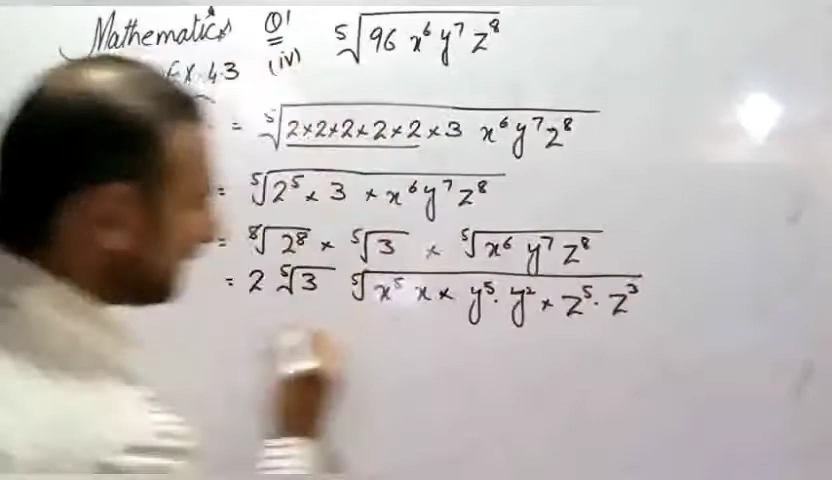 Mathematics Q1 ⁵√(96 x⁶ y⁷ z⁸)
Ex 4.3 (iv)
= ⁵√(2×2×2×2×2×3 x⁶ y⁷ z⁸)
= ⁵√(2⁵ × 3 × x⁶ y⁷ z⁸)
= ⁸√(2⁸) × ⁵√3 × ⁵√(x⁶ y⁷ z⁸)
= 2 ⁵√3 ⁵√(x⁵ x × y⁵ · y² × z⁵ · z³)